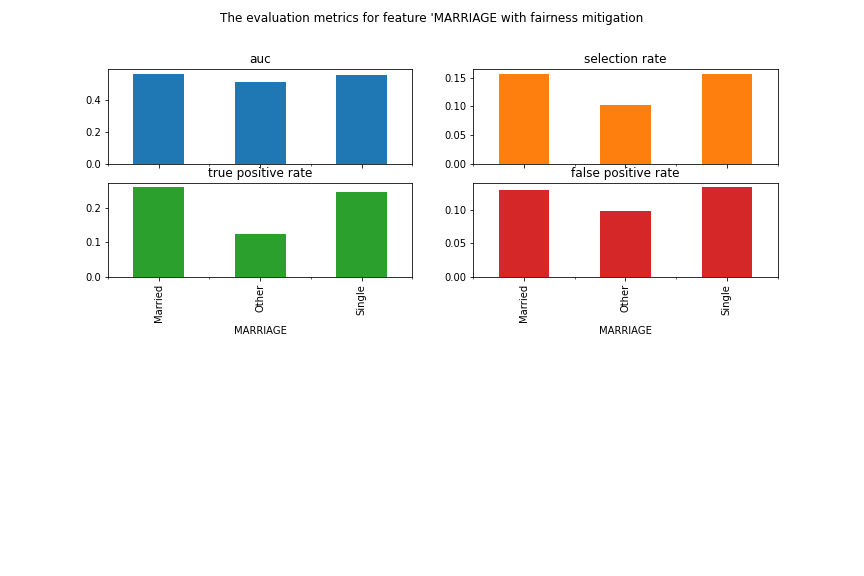 The evaluation metrics for feature 'MARRIAGE with fairness mitigation
auc
0.4
0.2
0.0
selection rate
0.15
0.10
0.05
0.00
true positive rate
0.2
0.1
0.0
Married
Other
Single
MARRIAGE
false positive rate
0.10
0.05
0.00
Married
Other
Single
MARRIAGE